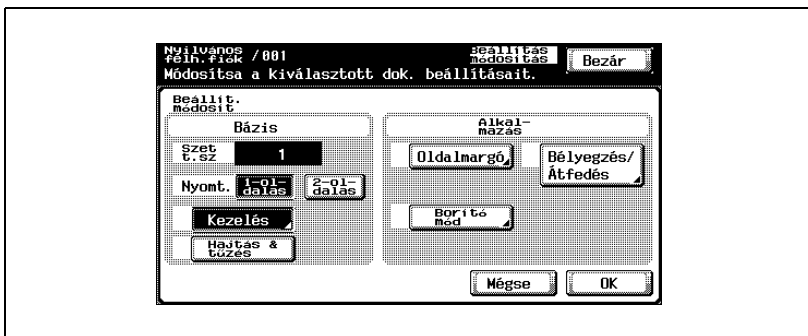 Nyilvános
félh.fiók /001
Beállítás
módosítás
Bezár
Módosítsa a kiválasztott dok. beállításait.
Beállít.
módosít
Bázis
Szet
t.sz 1
Nyomt. 1-ol-
dalas 2-ol-
dalas
Kezelés
Hajtás &
tűzés
Alkal-
mazás
Oldalmargó
Bélyegzés/
Átfedés
Borító
mód
Mégse
OK